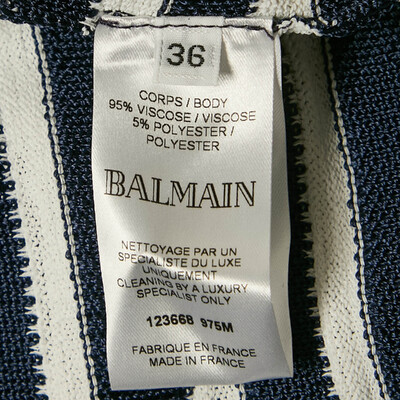 36
CORPS / BODY
95% VISCOSE / VISCOSE
5% POLYESTER /
POLYESTER
BALMAIN
NETTOYAGE PAR UN
SPECIALISTE DU LUXE
UNIQUEMENT
CLEANING BY A LUXURY
SPECIALIST ONLY
123668 975M
FABRIQUE EN FRANCE
MADE IN FRANCE